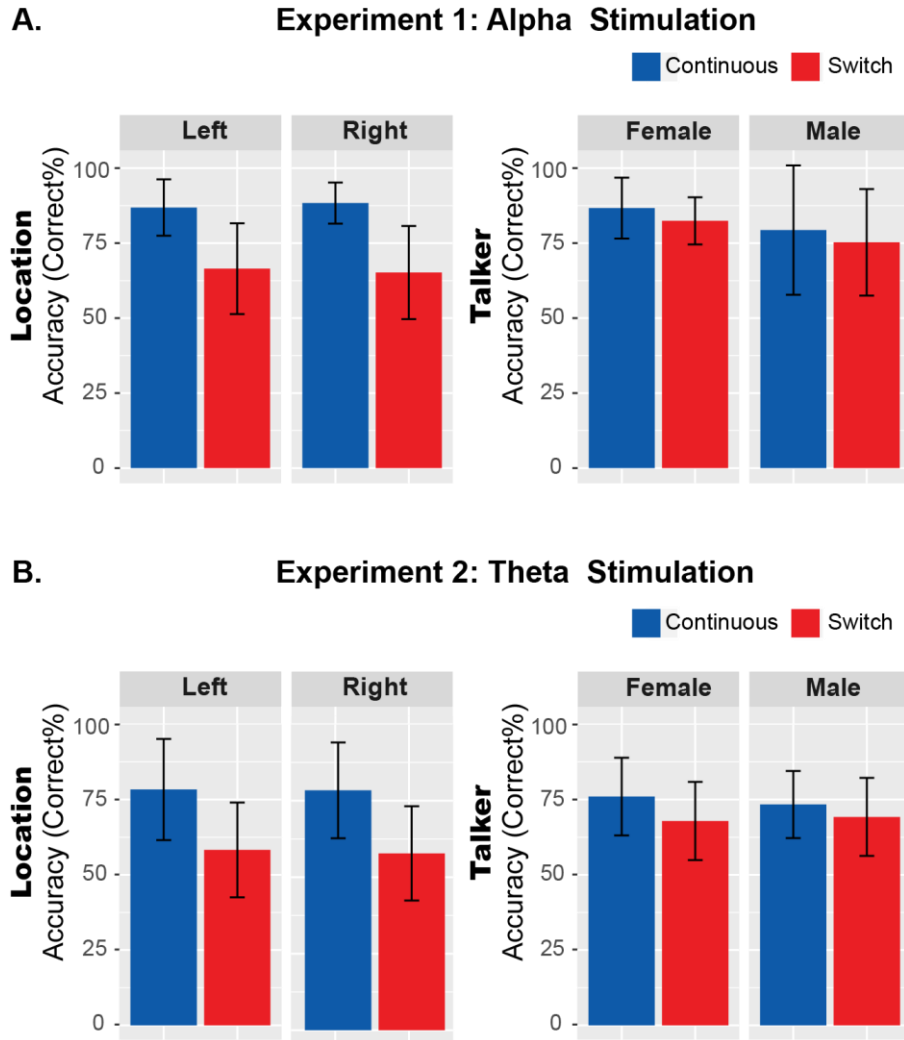 A. Experiment 1: Alpha Stimulation
Continuous Switch
Left Right Female Male
Location
Accuracy (Correct%)
100
75
50
25
0
Talker
Accuracy (Correct%)
100
75
50
25
0
B. Experiment 2: Theta Stimulation
Continuous Switch
Left Right Female Male
Location
Accuracy (Correct%)
100
75
50
25
0
Talker
Accuracy (Correct%)
100
75
50
25
0